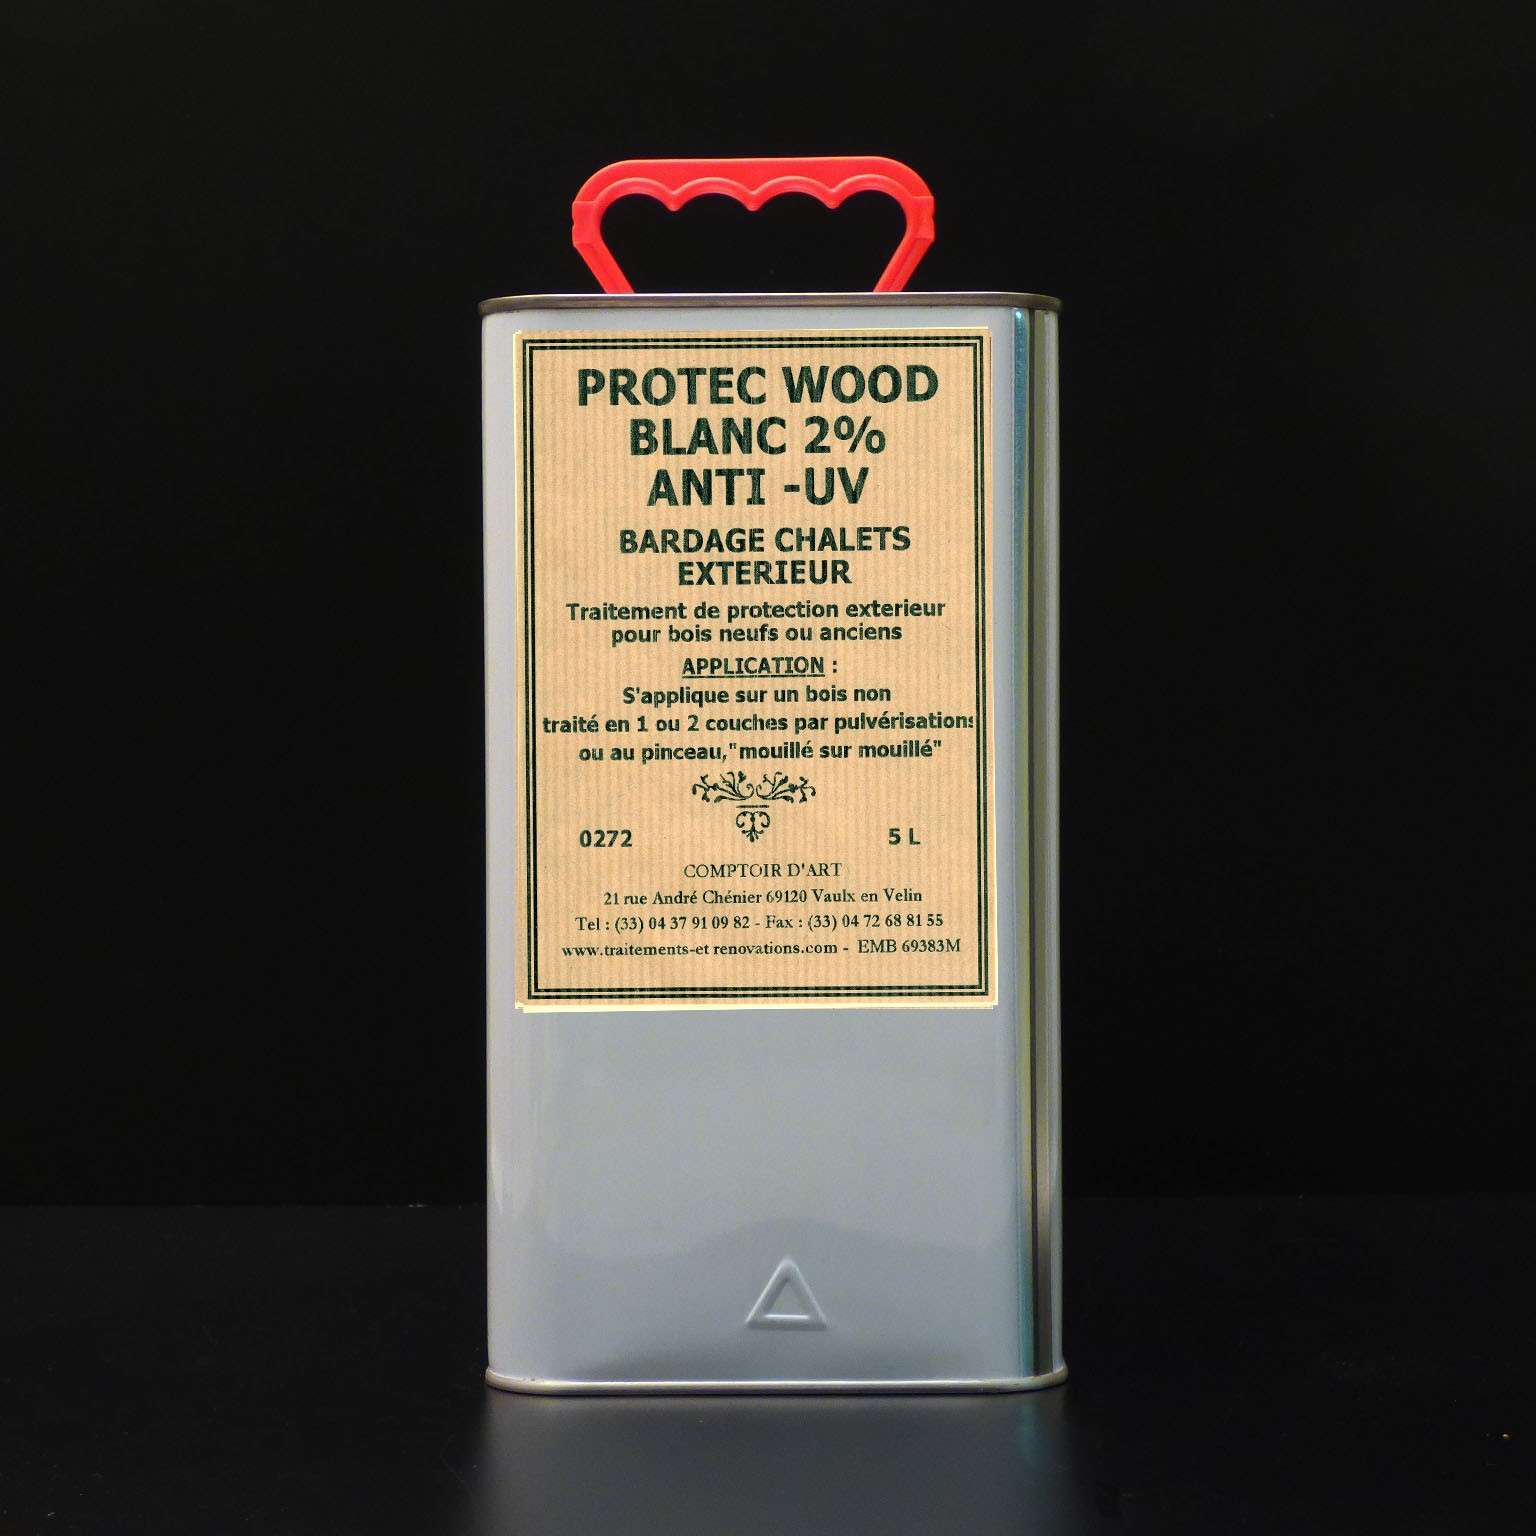 PROTEC WOOD
BLANC 2%
ANTI -UV
BARDAGE CHALETS
EXTERIEUR
Traitement de protection exterieur
pour bois neufs ou anciens
APPLICATION :
S'applique sur un bois non
traité en 1 ou 2 couches par pulvérisations
ou au pinceau,"mouillé sur mouillé"
0272 5 L
COMPTOIR D'ART
21 rue André Chénier 69120 Vaulx en Velin
Tel : (33) 04 37 91 09 82 - Fax : (33) 04 72 68 81 55
www.traitements-et renovations.com - EMB 69383M